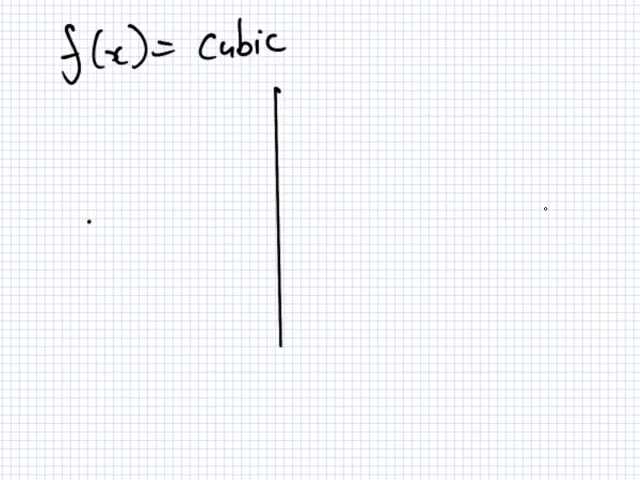 f(x) = cubic